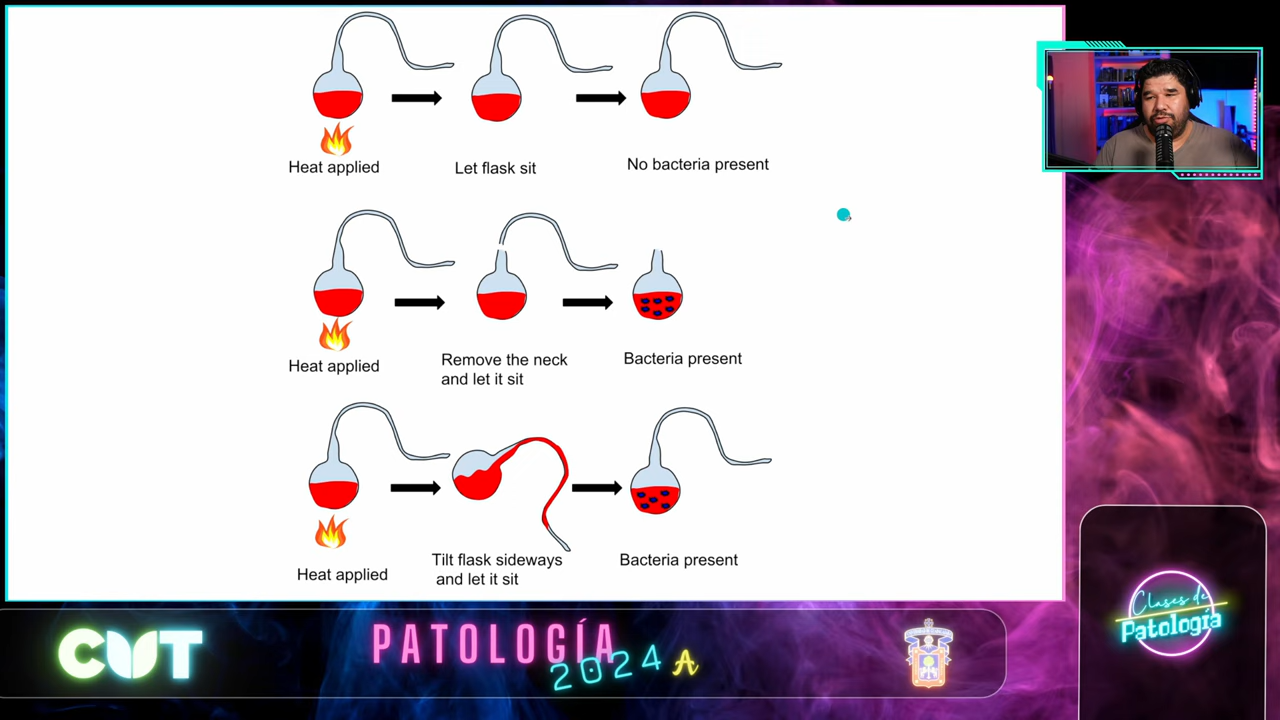 Heat applied
Let flask sit
No bacteria present
Heat applied
Remove the neck
and let it sit
Bacteria present
Heat applied
Tilt flask sideways
and let it sit
Bacteria present
CUT
PATOLOGÍA
2024 A
Clases de
Patología